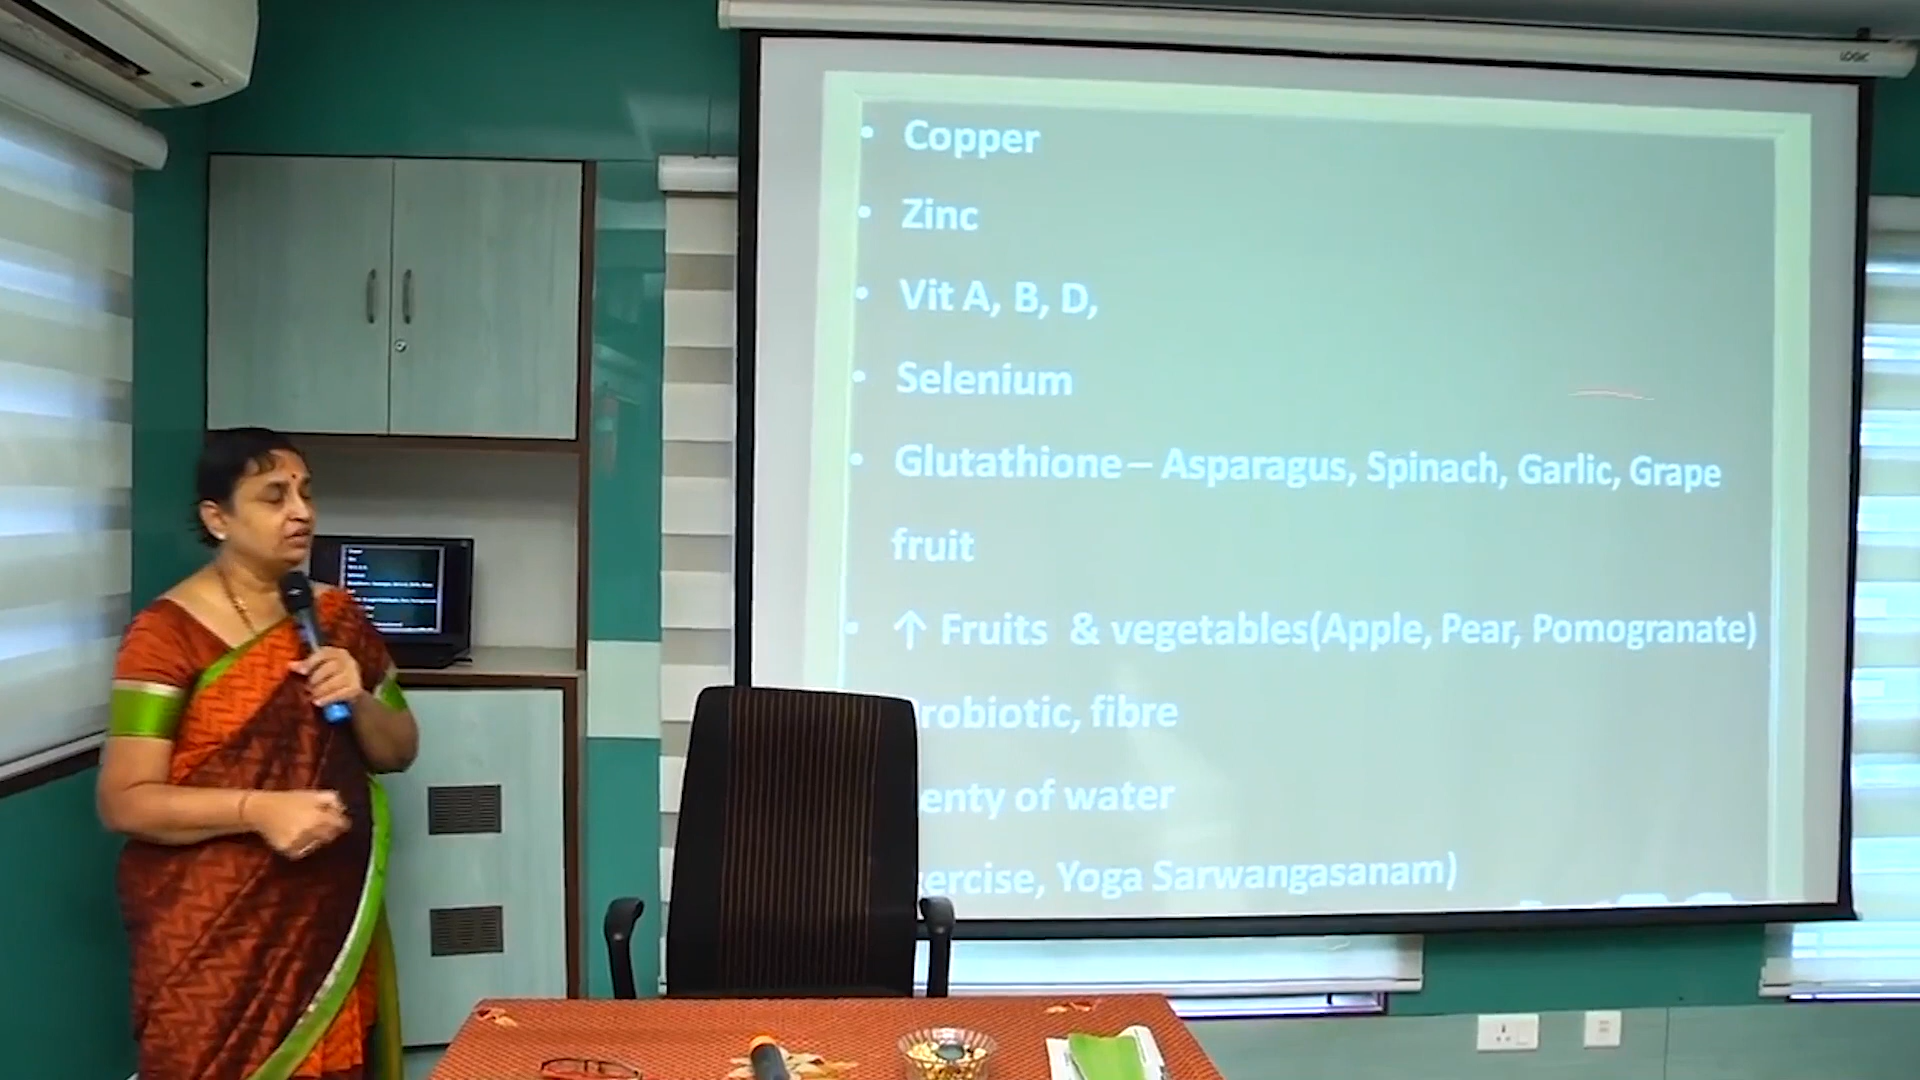 LOGIC
• Copper
• Zinc
• Vit A, B, D,
• Selenium
• Glutathione – Asparagus, Spinach, Garlic, Grape
fruit
• ↑ Fruits & vegetables(Apple, Pear, Pomogranate)
robiotic, fibre
enty of water
ercise, Yoga Sarwangasanam)